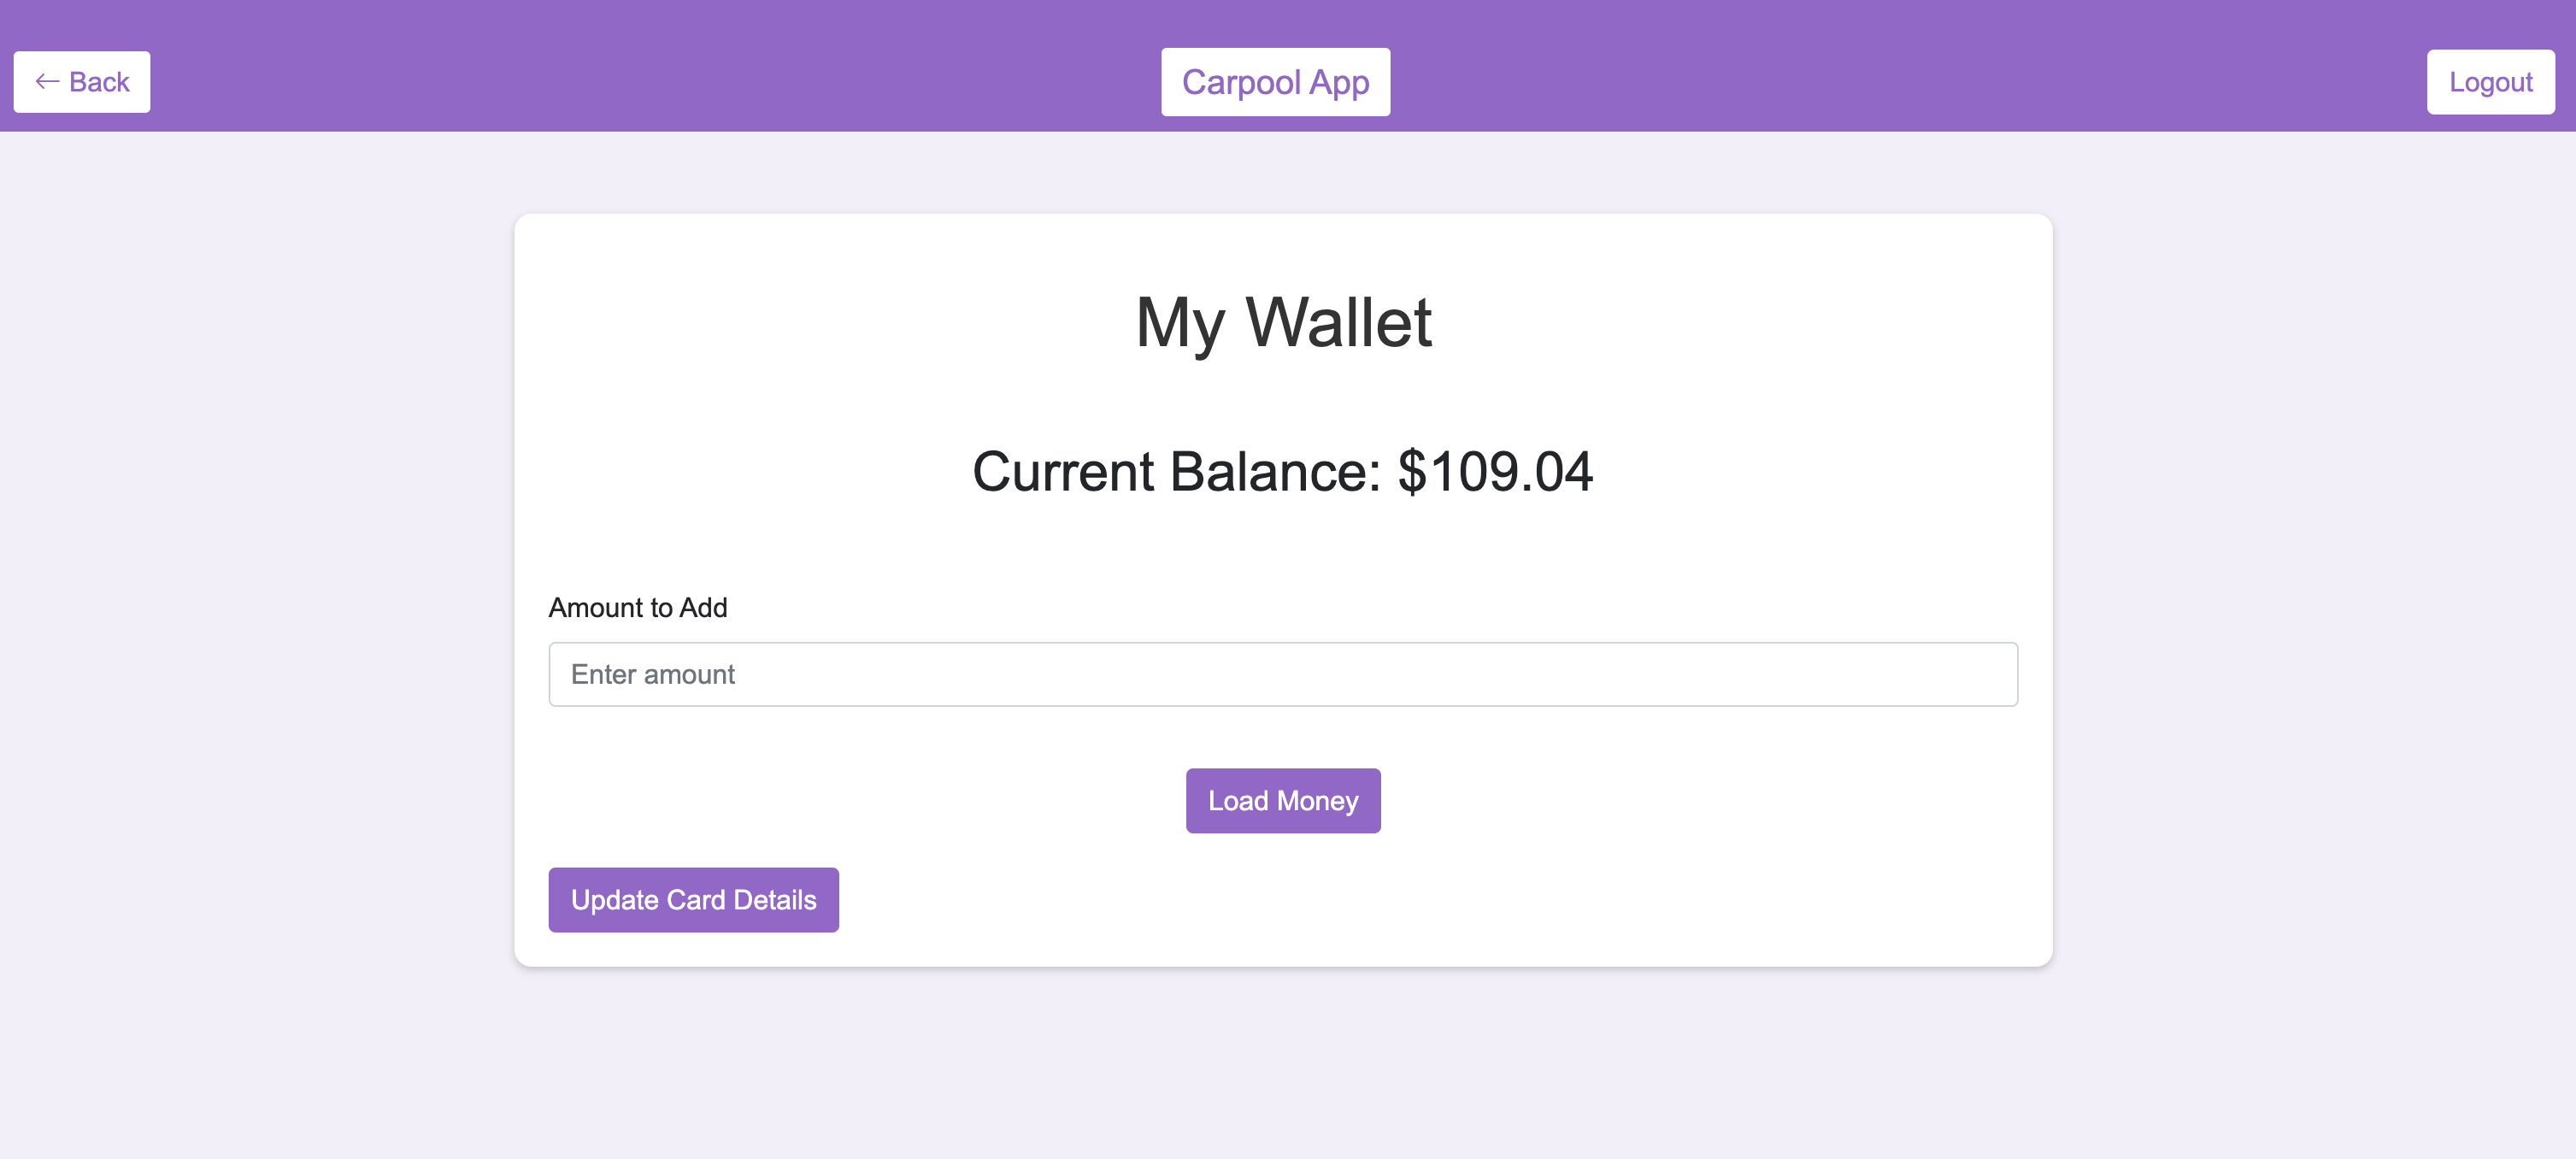 ← Back
Carpool App
Logout
My Wallet
Current Balance: $109.04
Amount to Add
Enter amount
Load Money
Update Card Details